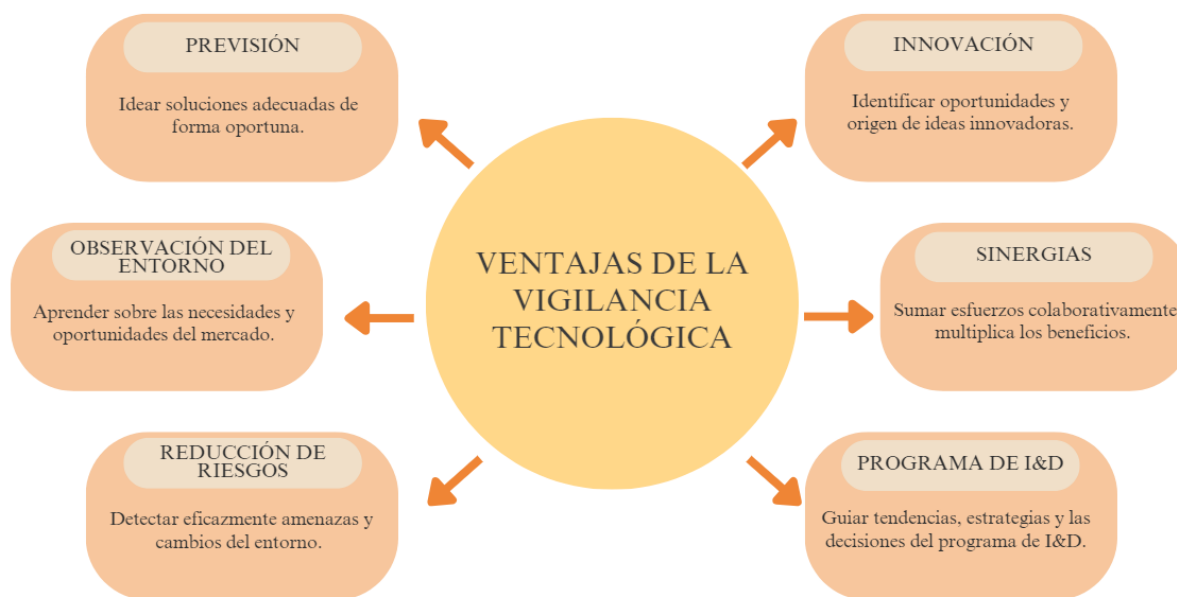 PREVISIÓN
Idear soluciones adecuadas de
forma oportuna.
OBSERVACIÓN DEL
ENTORNO
Aprender sobre las necesidades y
oportunidades del mercado.
REDUCCIÓN DE
RIESGOS
Detectar eficazmente amenazas y
cambios del entorno.
VENTAJAS DE LA
VIGILANCIA
TECNOLÓGICA
INNOVACIÓN
Identificar oportunidades y
origen de ideas innovadoras.
SINERGIAS
Sumar esfuerzos colaborativamente
multiplica los beneficios.
PROGRAMA DE I&D
Guiar tendencias, estrategias y las
decisiones del programa de I&D.